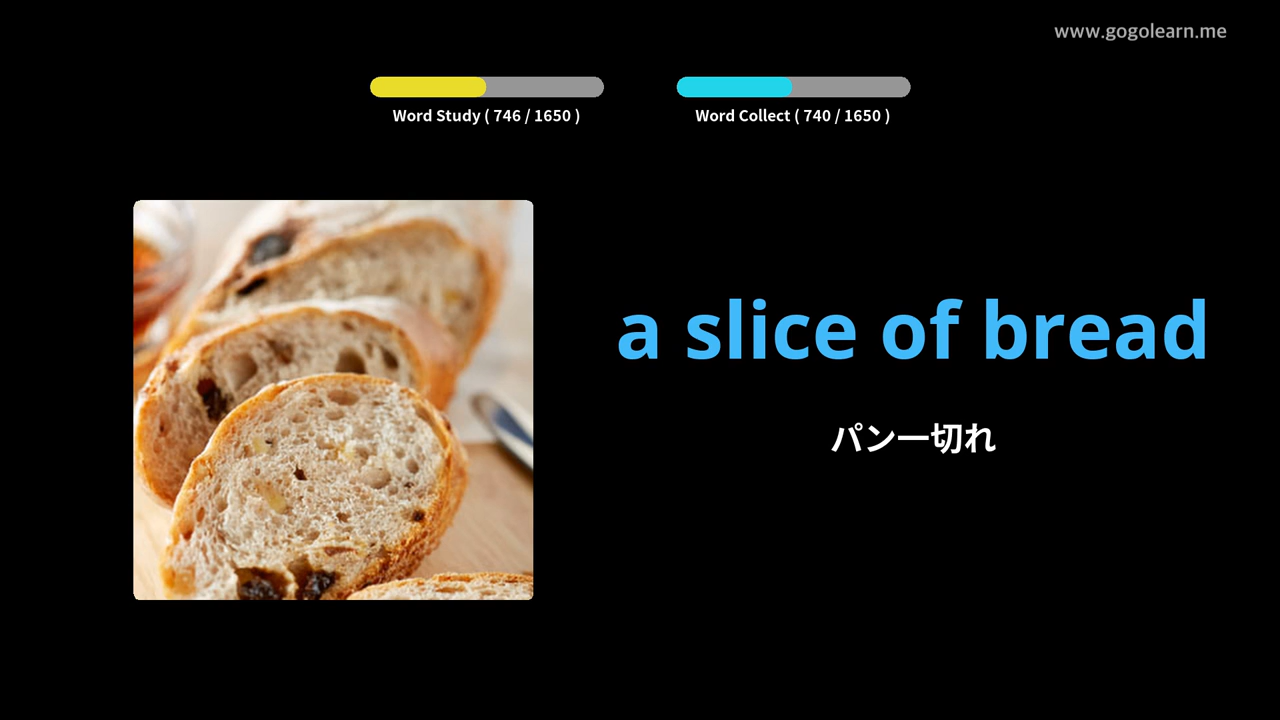 www.gogolearn.me
Word Study ( 746 / 1650 )
Word Collect ( 740 / 1650 )
a slice of bread
パン一切れ